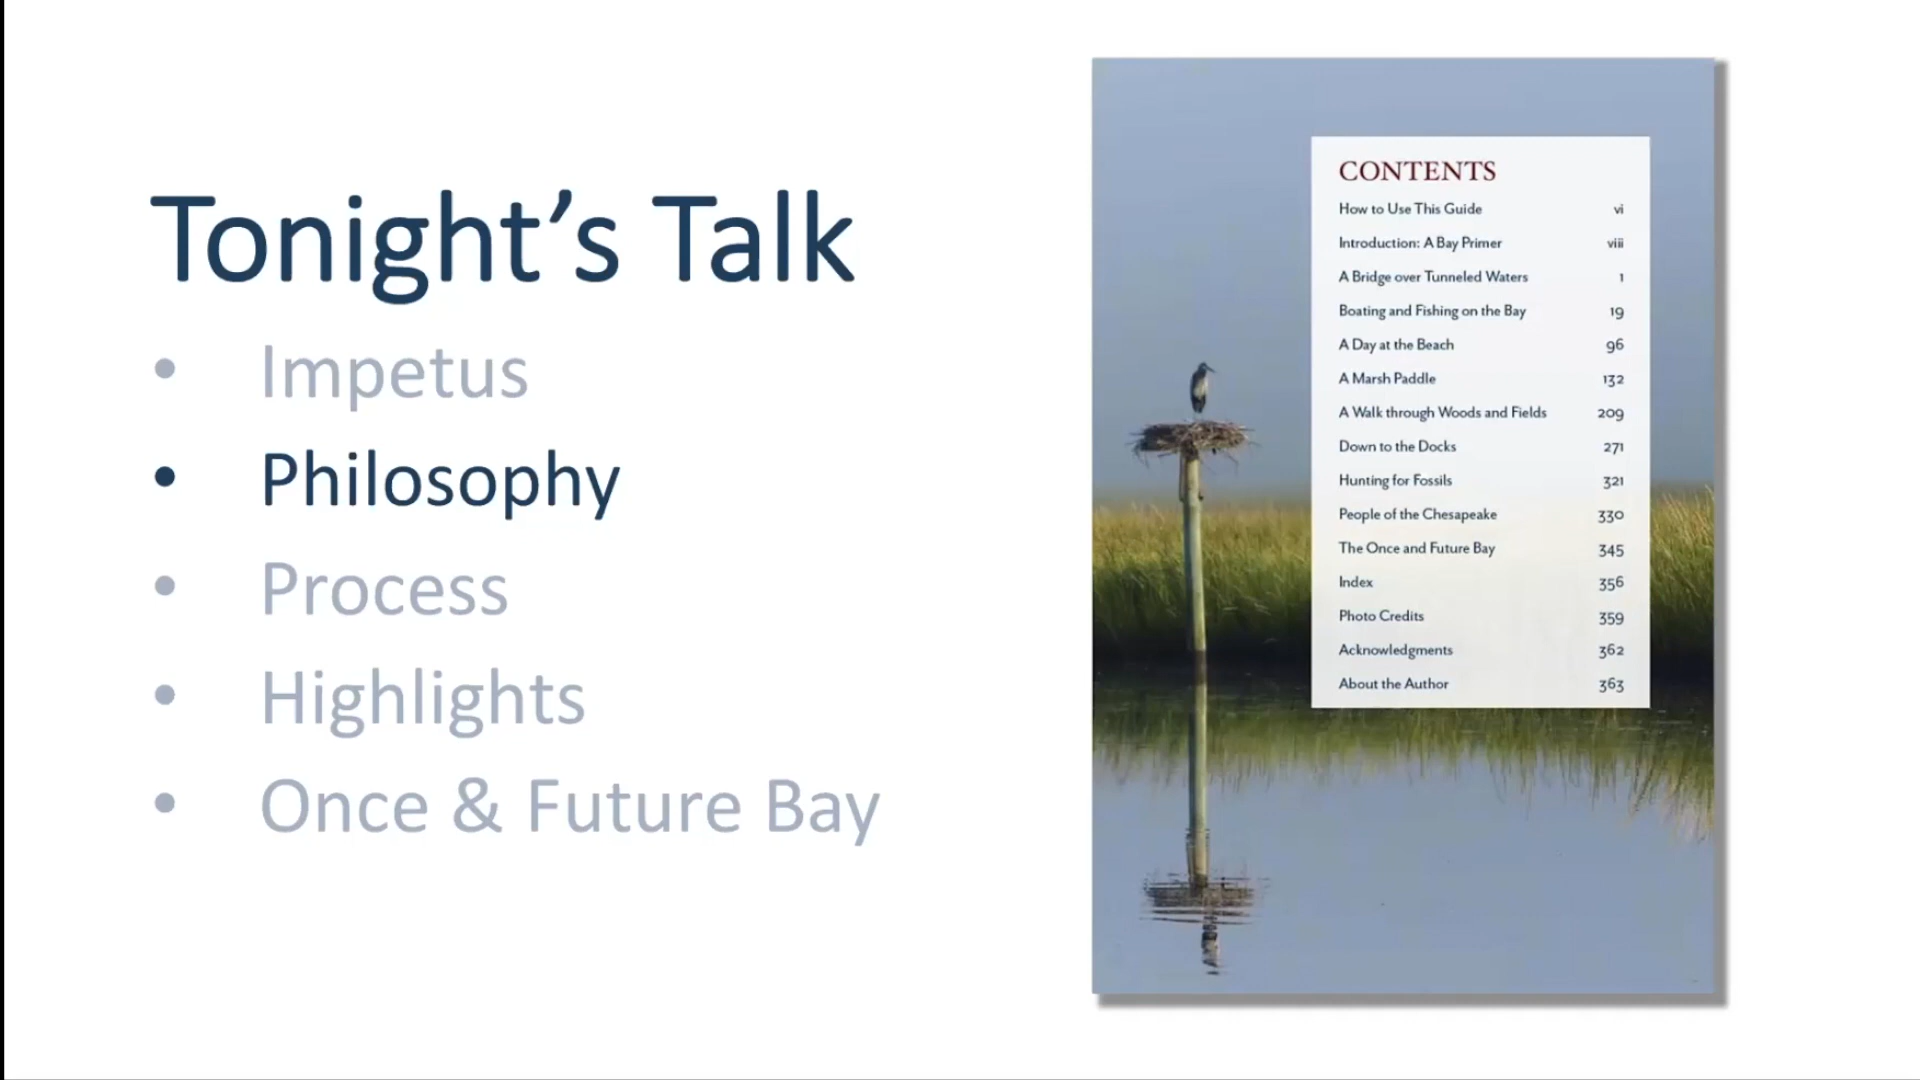 Tonight’s Talk
• Impetus
• Philosophy
• Process
• Highlights
• Once & Future Bay
CONTENTS
How to Use This Guide vi
Introduction: A Bay Primer viii
A Bridge over Tunneled Waters 1
Boating and Fishing on the Bay 19
A Day at the Beach 96
A Marsh Paddle 132
A Walk through Woods and Fields 209
Down to the Docks 271
Hunting for Fossils 321
People of the Chesapeake 330
The Once and Future Bay 345
Index 356
Photo Credits 359
Acknowledgments 362
About the Author 363